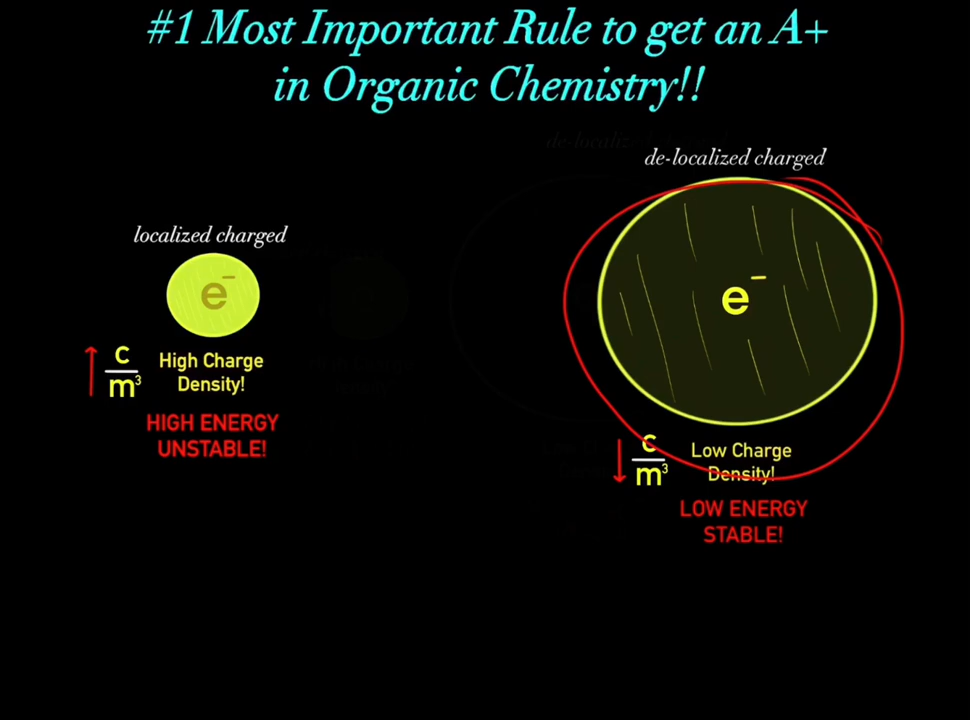 #1 Most Important Rule to get an A+
in Organic Chemistry!!
de-localized charged
localized charged
e⁻
e⁻
c
m³
High Charge
Density!
HIGH ENERGY
UNSTABLE!
c
m³
Low Charge
Density!
LOW ENERGY
STABLE!